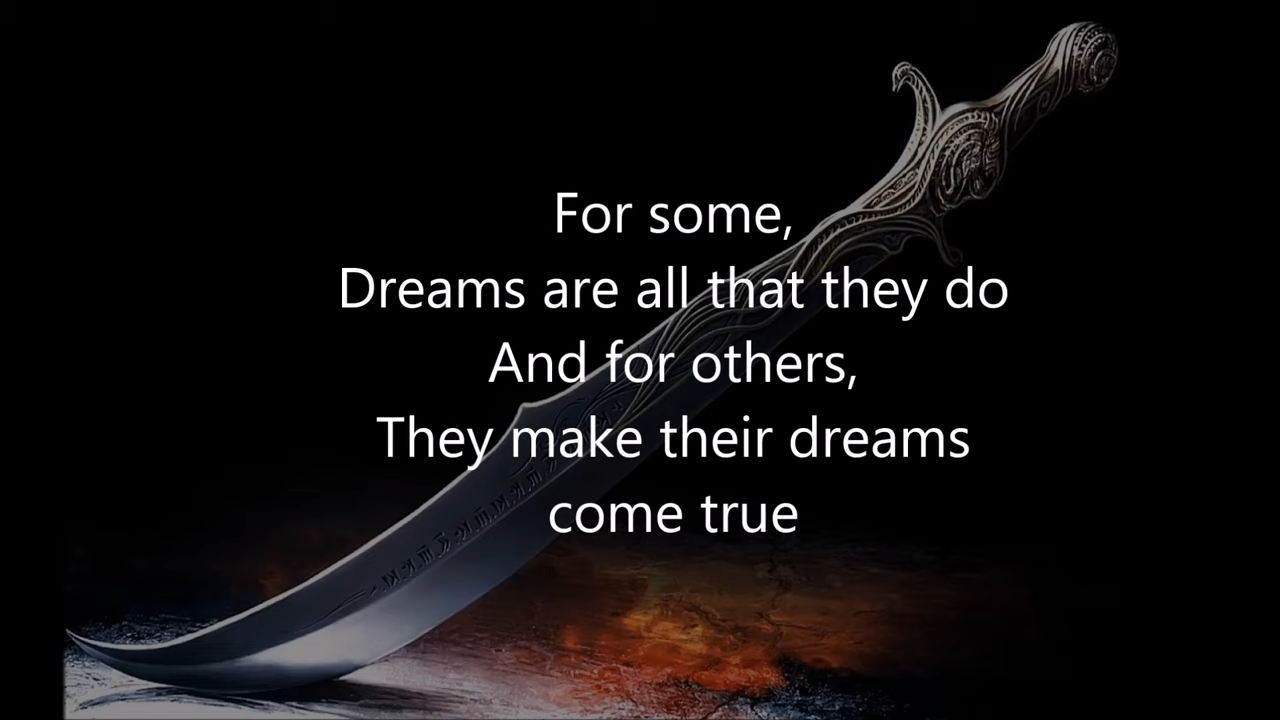 For some,
Dreams are all that they do
And for others,
They make their dreams
come true